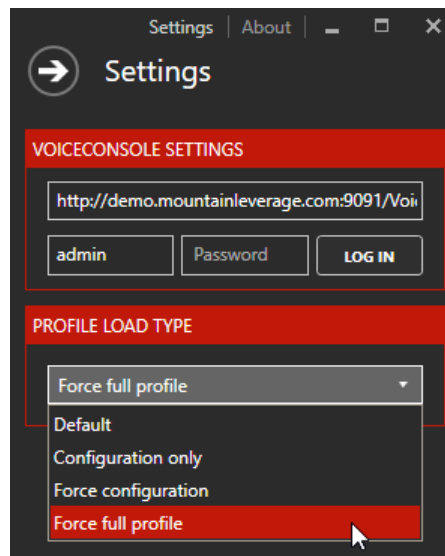 Settings | About
Settings
VOICECONSOLE SETTINGS
http://demo.mountainleverage.com:9091/Voi
admin Password LOG IN
PROFILE LOAD TYPE
Force full profile
Default
Configuration only
Force configuration
Force full profile